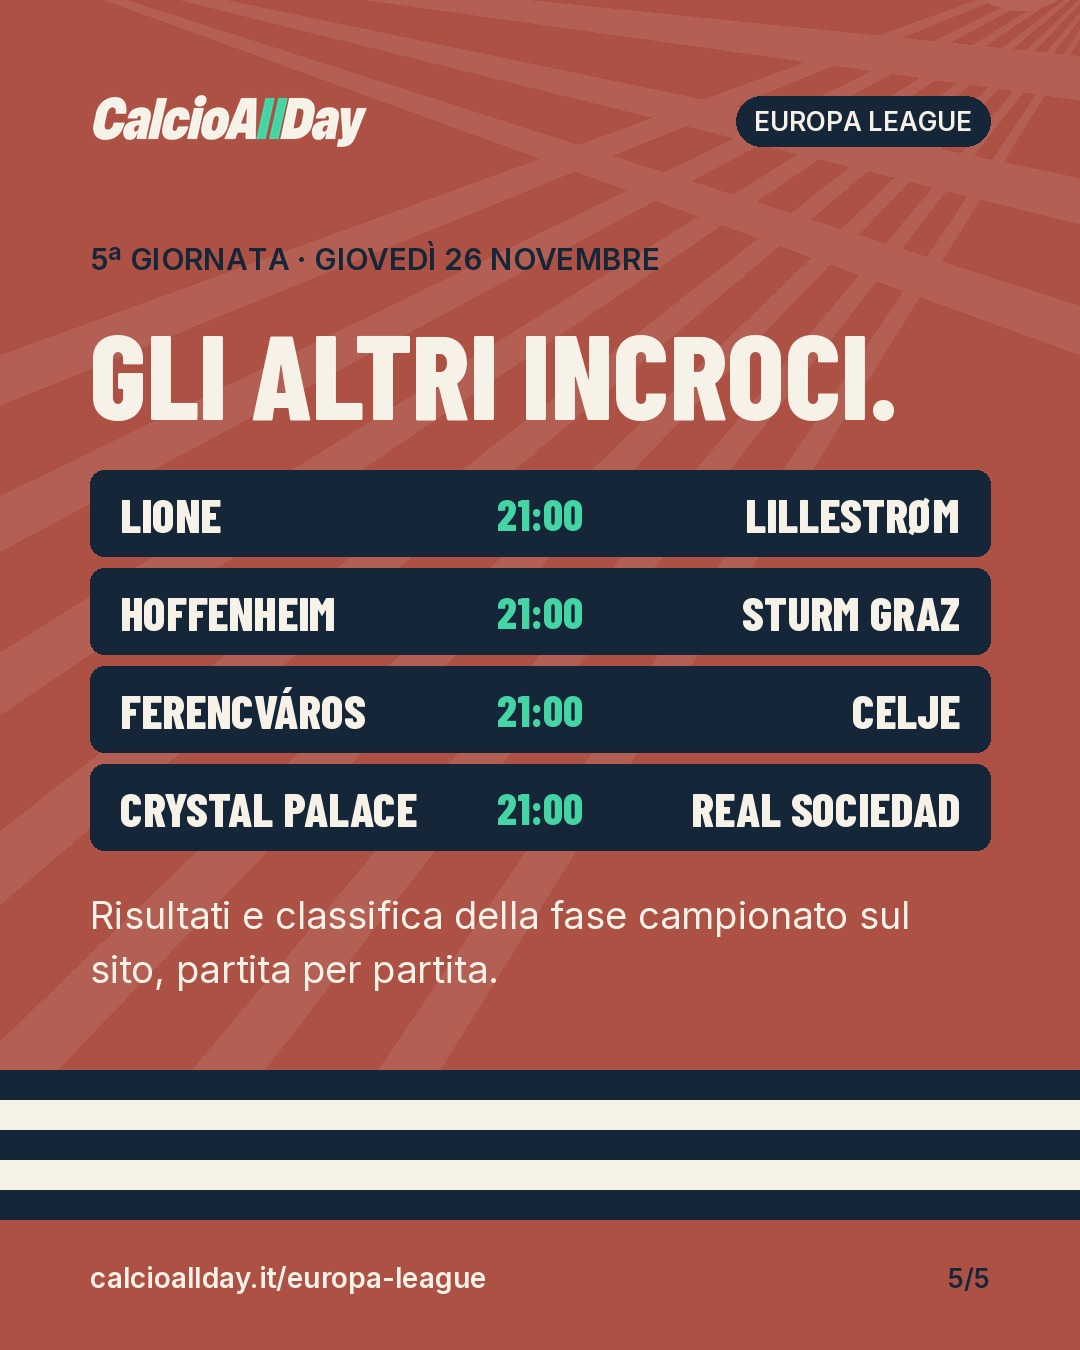 CalcioAllDay
EUROPA LEAGUE
5ª GIORNATA · GIOVEDÌ 26 NOVEMBRE
GLI ALTRI INCROCI.
LIONE 21:00 LILLESTRØM
HOFFENHEIM 21:00 STURM GRAZ
FERENCVÁROS 21:00 CELJE
CRYSTAL PALACE 21:00 REAL SOCIEDAD
Risultati e classifica della fase campionato sul
sito, partita per partita.
calcioallday.it/europa-league
5/5